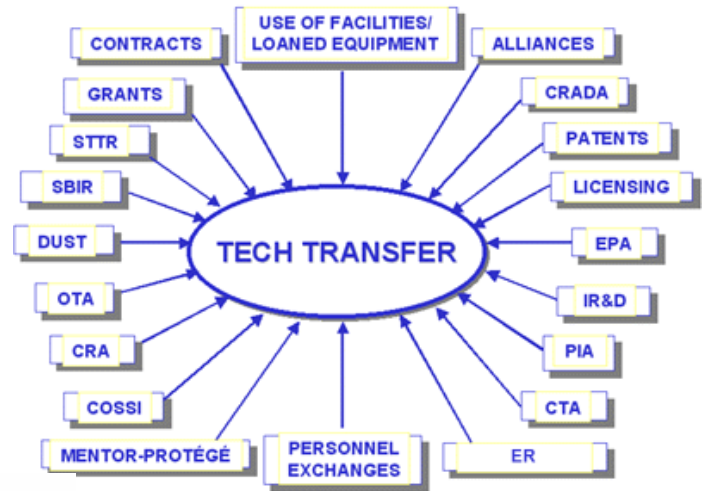 USE OF FACILITIES/
LOANED EQUIPMENT
CONTRACTS
ALLIANCES
GRANTS
CRADA
STTR
PATENTS
SBIR
LICENSING
DUST
TECH TRANSFER
EPA
OTA
IR&D
CRA
PIA
COSSI
CTA
MENTOR-PROTÉGÉ
PERSONNEL
EXCHANGES
ER